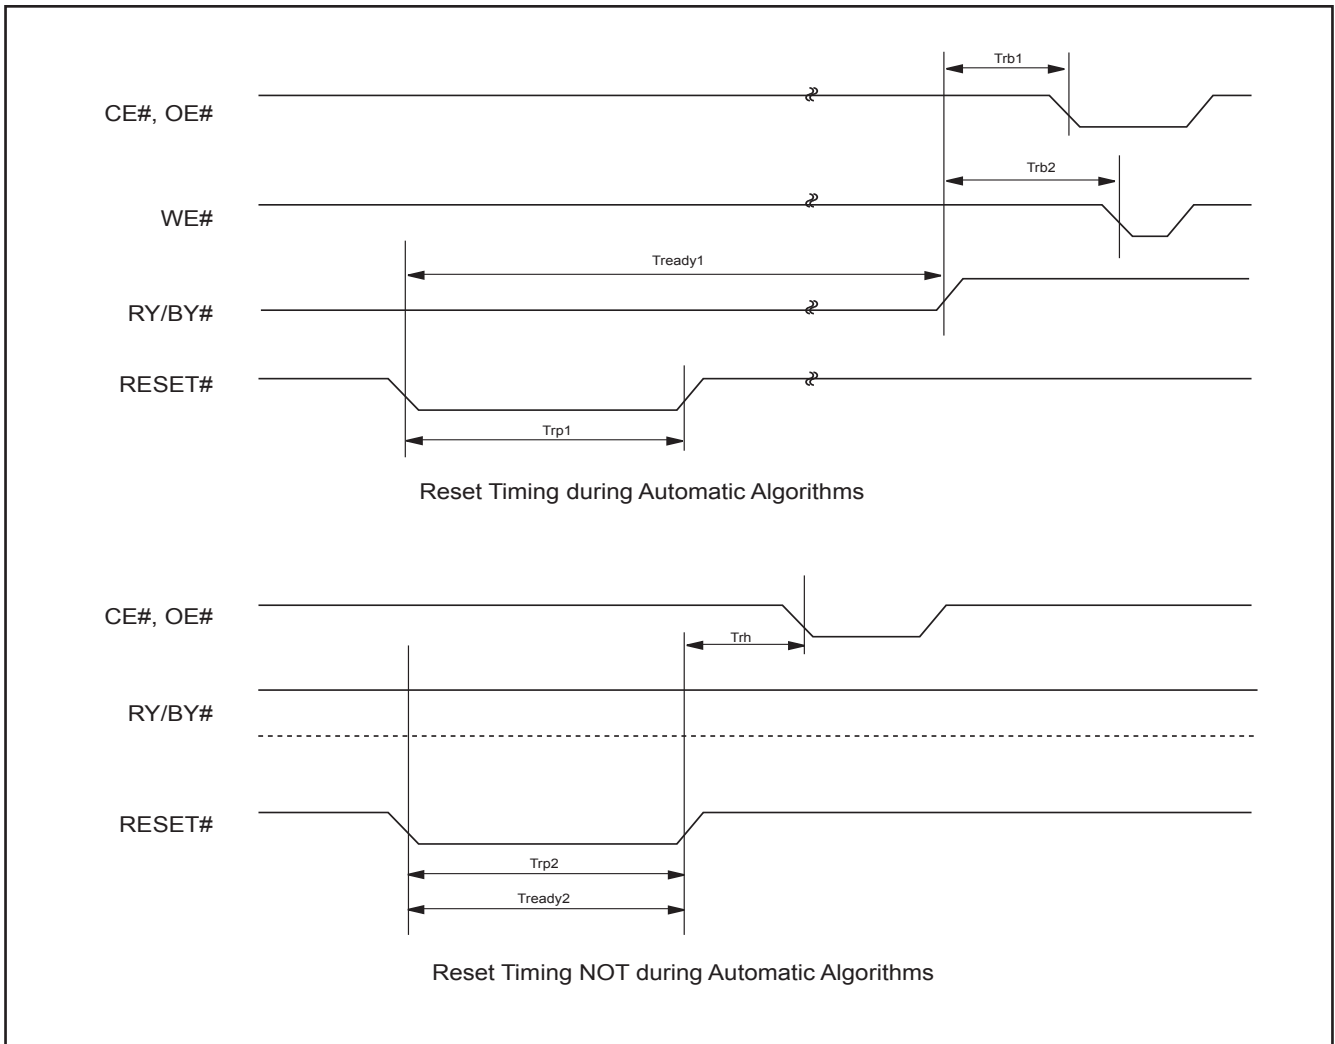 Trb1
CE#, OE#
Trb2
WE#
Tready1
RY/BY#
RESET#
Trp1
Reset Timing during Automatic Algorithms
CE#, OE#
Trh
RY/BY#
RESET#
Trp2
Tready2
Reset Timing NOT during Automatic Algorithms